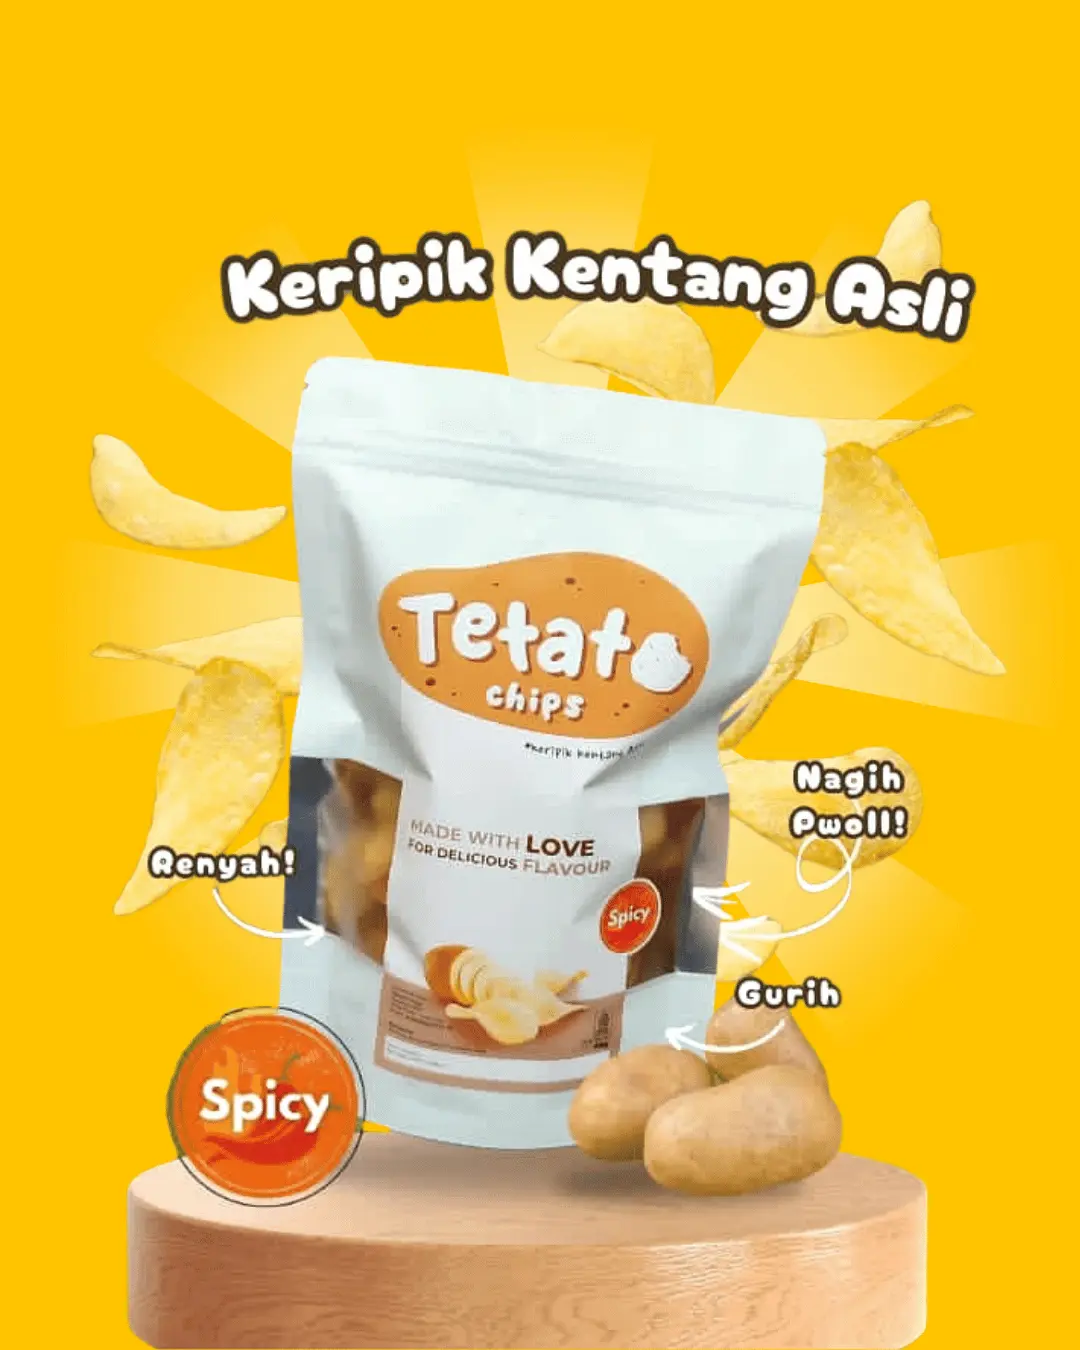 Keripik Kentang Asli
Tetato
chips
#keripik kentang Asli
MADE WITH LOVE
FOR DELICIOUS FLAVOUR
Spicy
Renyah!
Nagih
Pwoll!
Gurih
Spicy